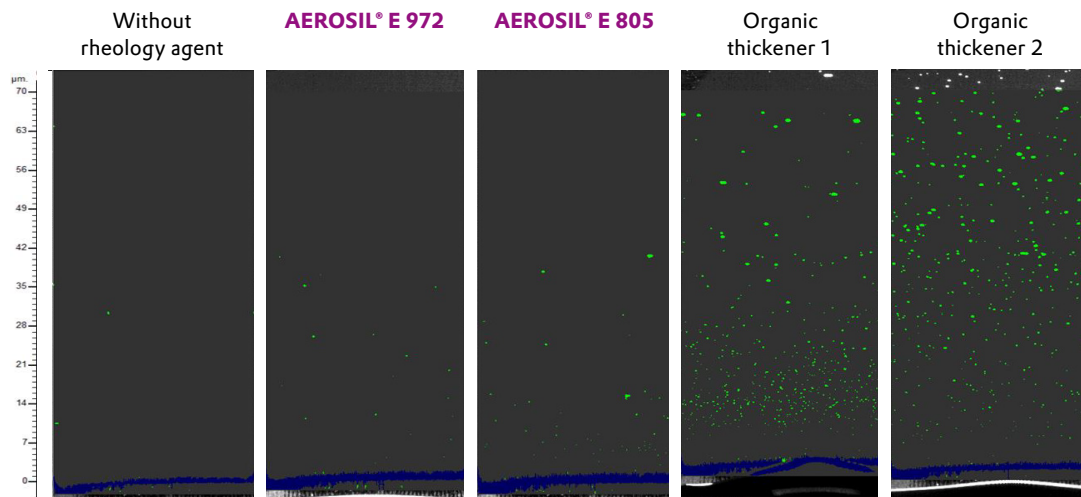 Without
rheology agent
AEROSIL® E 972
AEROSIL® E 805
Organic
thickener 1
Organic
thickener 2
µm.
70
63
56
49
42
35
28
21
14
7
0